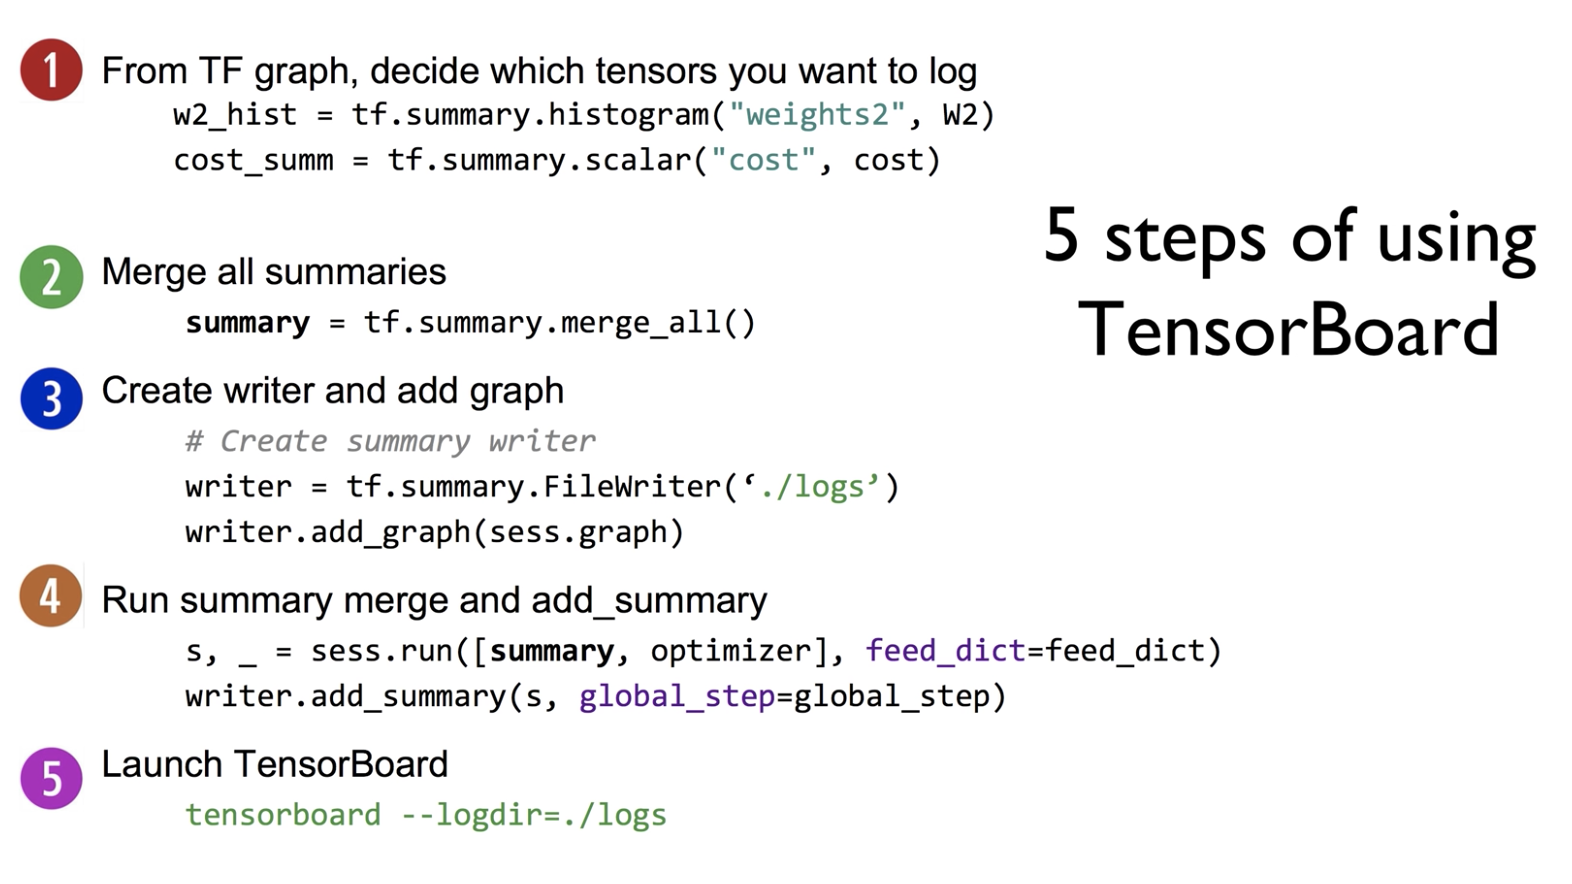 1 From TF graph, decide which tensors you want to log
w2_hist = tf.summary.histogram("weights2", W2)
cost_summ = tf.summary.scalar("cost", cost)
5 steps of using
TensorBoard
2 Merge all summaries
summary = tf.summary.merge_all()
3 Create writer and add graph
# Create summary writer
writer = tf.summary.FileWriter(‘./logs’)
writer.add_graph(sess.graph)
4 Run summary merge and add_summary
s, _ = sess.run([summary, optimizer], feed_dict=feed_dict)
writer.add_summary(s, global_step=global_step)
5 Launch TensorBoard
tensorboard --logdir=./logs